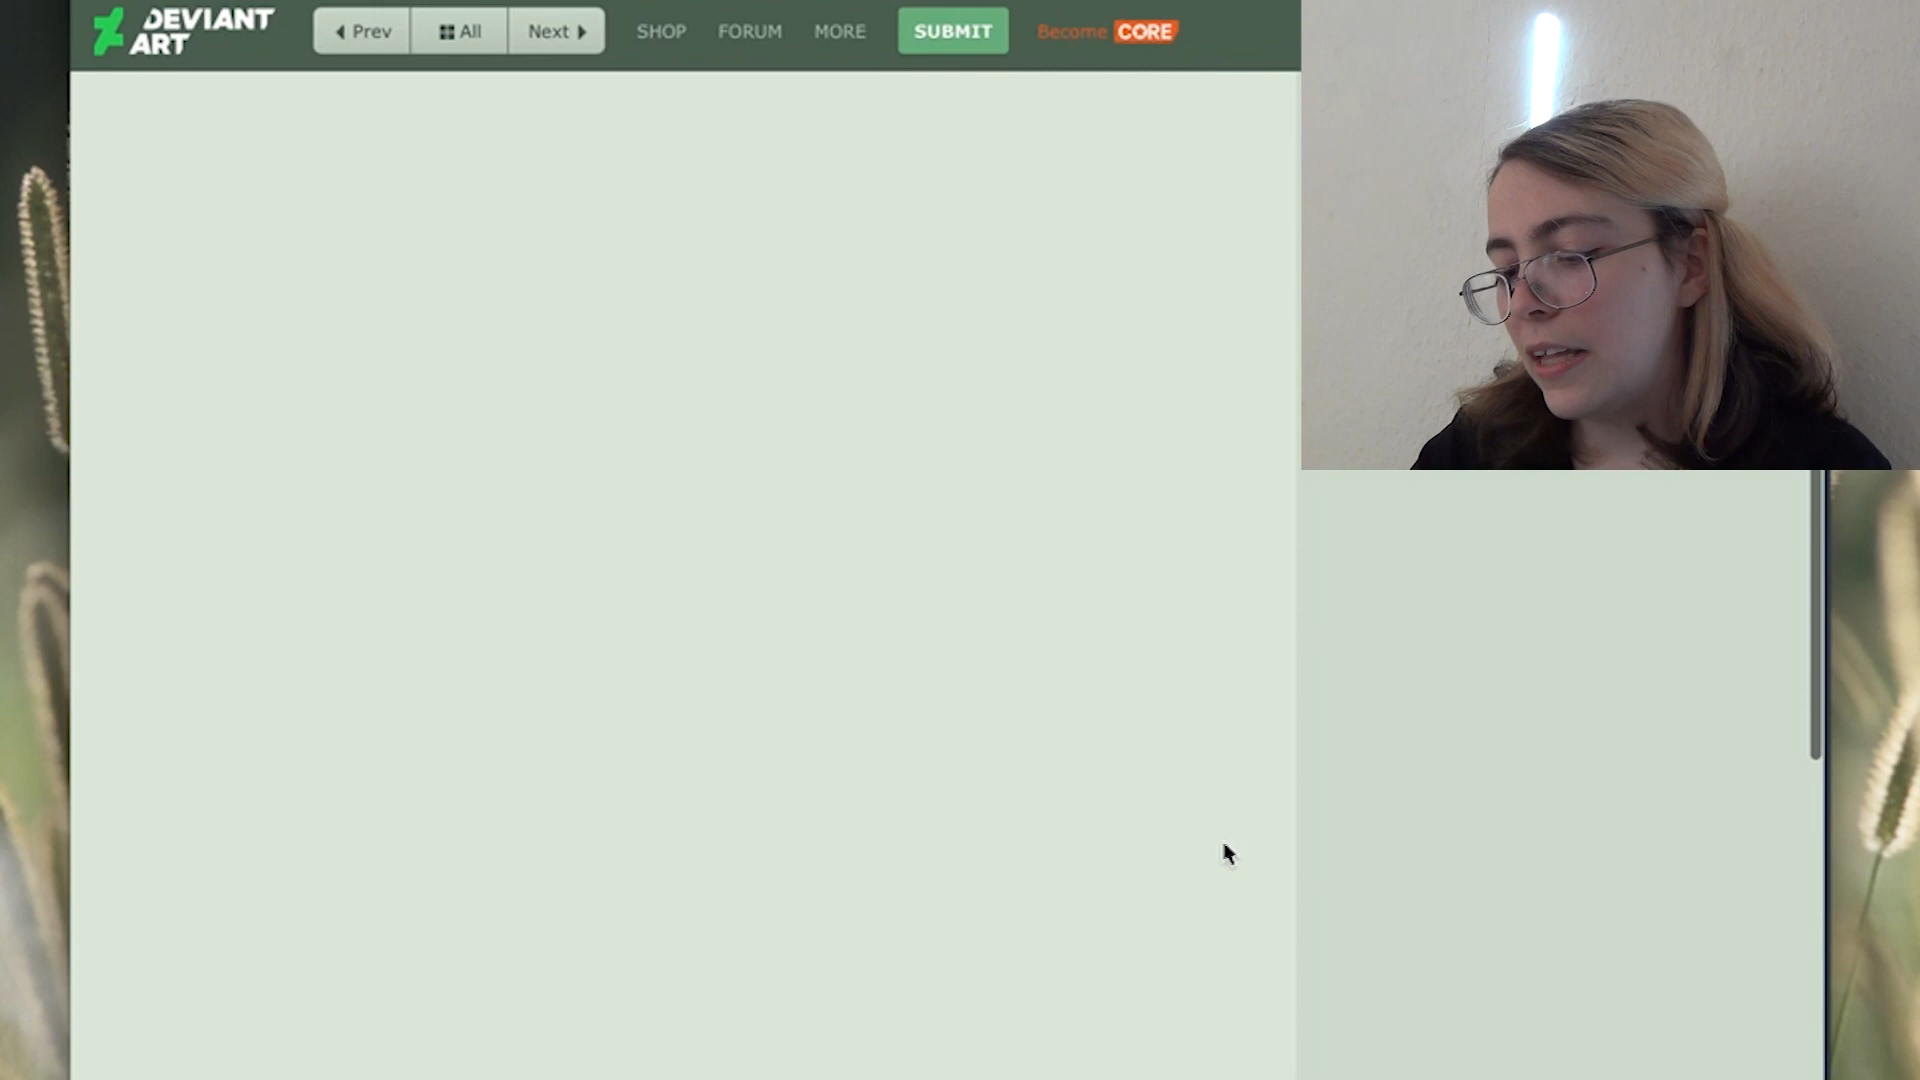 DEVIANT
ART
Prev
All
Next
SHOP
FORUM
MORE
SUBMIT
Become CORE